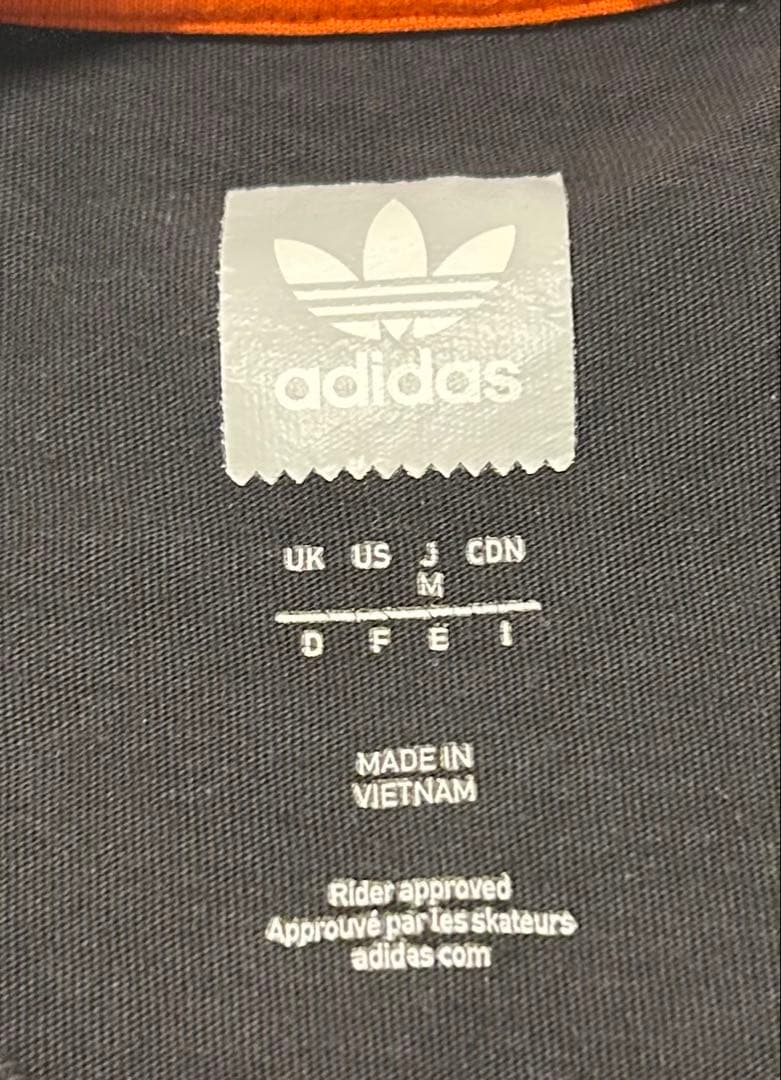 adidas
UK US J CDN
M
D F E I
MADE IN
VIETNAM
Rider approved
Approuvé par les skateurs
adidas.com